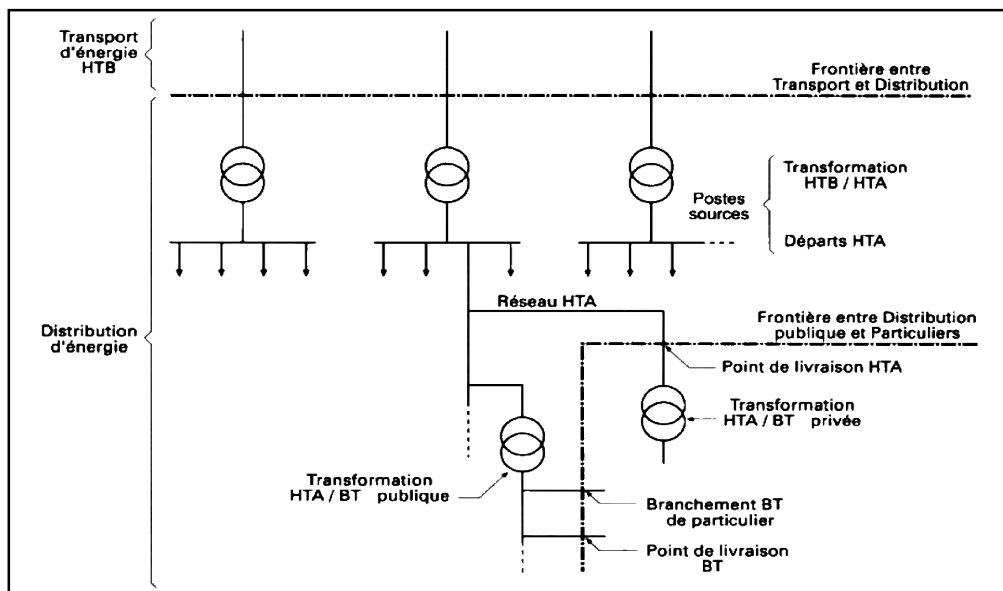 Transport
d'énergie
HTB
Frontière entre
Transport et Distribution
Transformation
HTB / HTA
Postes
sources
Départs HTA
Réseau HTA
Distribution
d'énergie
Frontière entre Distribution
publique et Particuliers
Point de livraison HTA
Transformation
HTA / BT privée
Transformation
HTA / BT publique
Branchement BT
de particulier
Point de livraison
BT